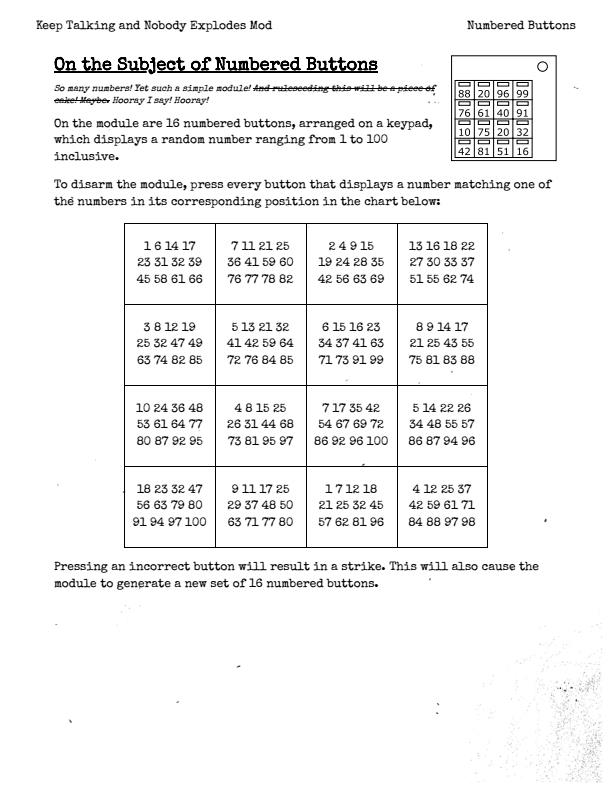 Keep Talking and Nobody Explodes Mod Numbered Buttons
On the Subject of Numbered Buttons
So many numbers! Yet such a simple module! And ruleseeding this will be a piece of
cake! Maybe. Hooray I say! Hooray!
88 20 96 99
76 61 40 91
10 75 20 32
42 81 51 16
On the module are 16 numbered buttons, arranged on a keypad,
which displays a random number ranging from 1 to 100
inclusive.
To disarm the module, press every button that displays a number matching one of
the numbers in its corresponding position in the chart below:
1 6 14 17 7 11 21 25 2 4 9 15 13 16 18 22
23 31 32 39 36 41 59 60 19 24 28 35 27 30 33 37
45 58 61 66 76 77 78 82 42 56 63 69 51 55 62 74
3 8 12 19 5 13 21 32 6 15 16 23 8 9 14 17
25 32 47 49 41 42 59 64 34 37 41 63 21 25 43 55
63 74 82 85 72 76 84 85 71 73 91 99 75 81 83 88
10 24 36 48 4 8 15 25 7 17 35 42 5 14 22 26
53 61 64 77 26 31 44 68 54 67 69 72 34 48 55 57
80 87 92 95 73 81 95 97 86 92 96 100 86 87 94 96
18 23 32 47 9 11 17 25 1 7 12 18 4 12 25 37
56 63 79 80 29 37 48 50 21 25 32 45 42 59 61 71
91 94 97 100 63 71 77 80 57 62 81 96 84 88 97 98
Pressing an incorrect button will result in a strike. This will also cause the
module to generate a new set of 16 numbered buttons.